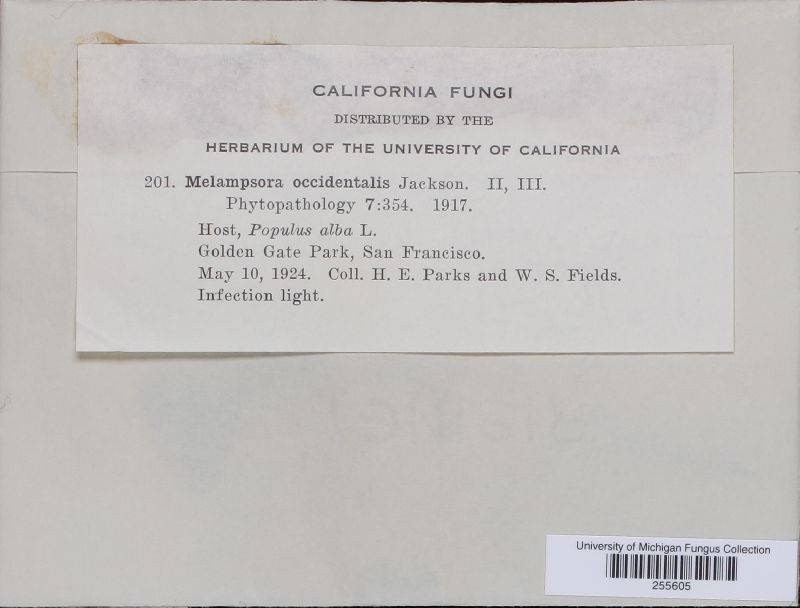 CALIFORNIA FUNGI
DISTRIBUTED BY THE
HERBARIUM OF THE UNIVERSITY OF CALIFORNIA
201. Melampsora occidentalis Jackson. II, III.
Phytopathology 7:354. 1917.
Host, Populus alba L.
Golden Gate Park, San Francisco.
May 10, 1924. Coll. H. E. Parks and W. S. Fields.
Infection light.
University of Michigan Fungus Collection
255605